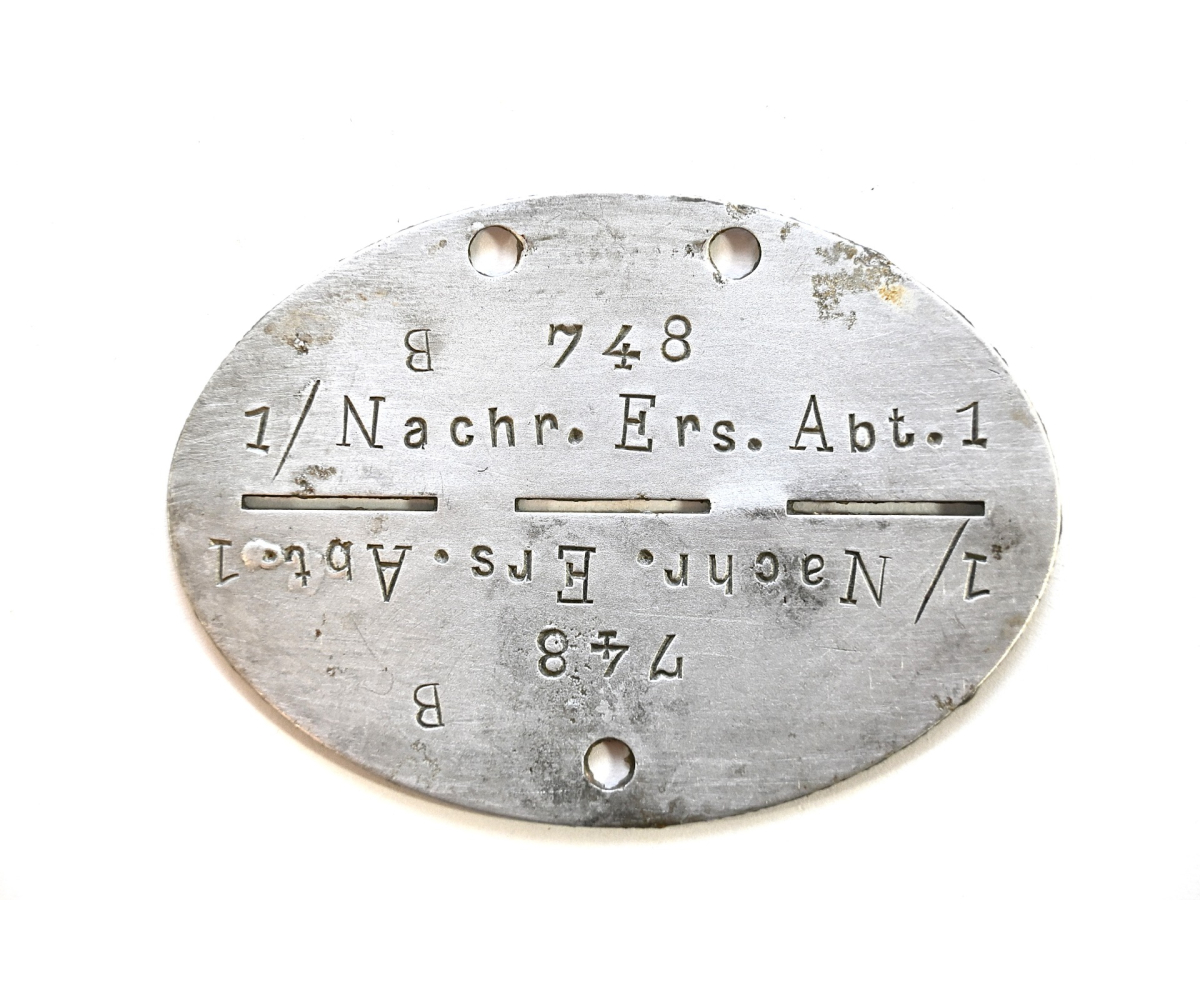 B 748
1/Nachr. Ers. Abt.1
1/Nachr. Ers. Abt.1
748
B